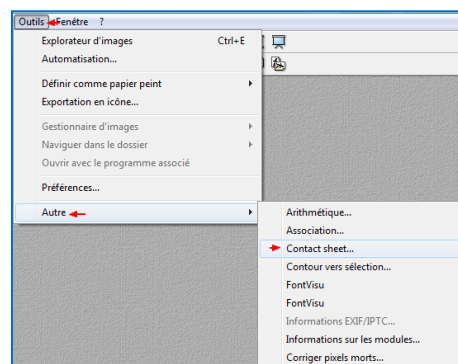 Outils Fenêtre ?
Explorateur d'images Ctrl+E
Automatisation...
Définir comme papier peint
Exportation en icône...
Gestionnaire d'images
Naviguer dans le dossier
Ouvrir avec le programme associé
Préférences...
Autre
Arithmétique...
Association...
Contact sheet...
Contour vers sélection...
FontVisu
FontVisu
Informations EXIF/IPTC...
Informations sur les modules...
Corriger pixels morts...